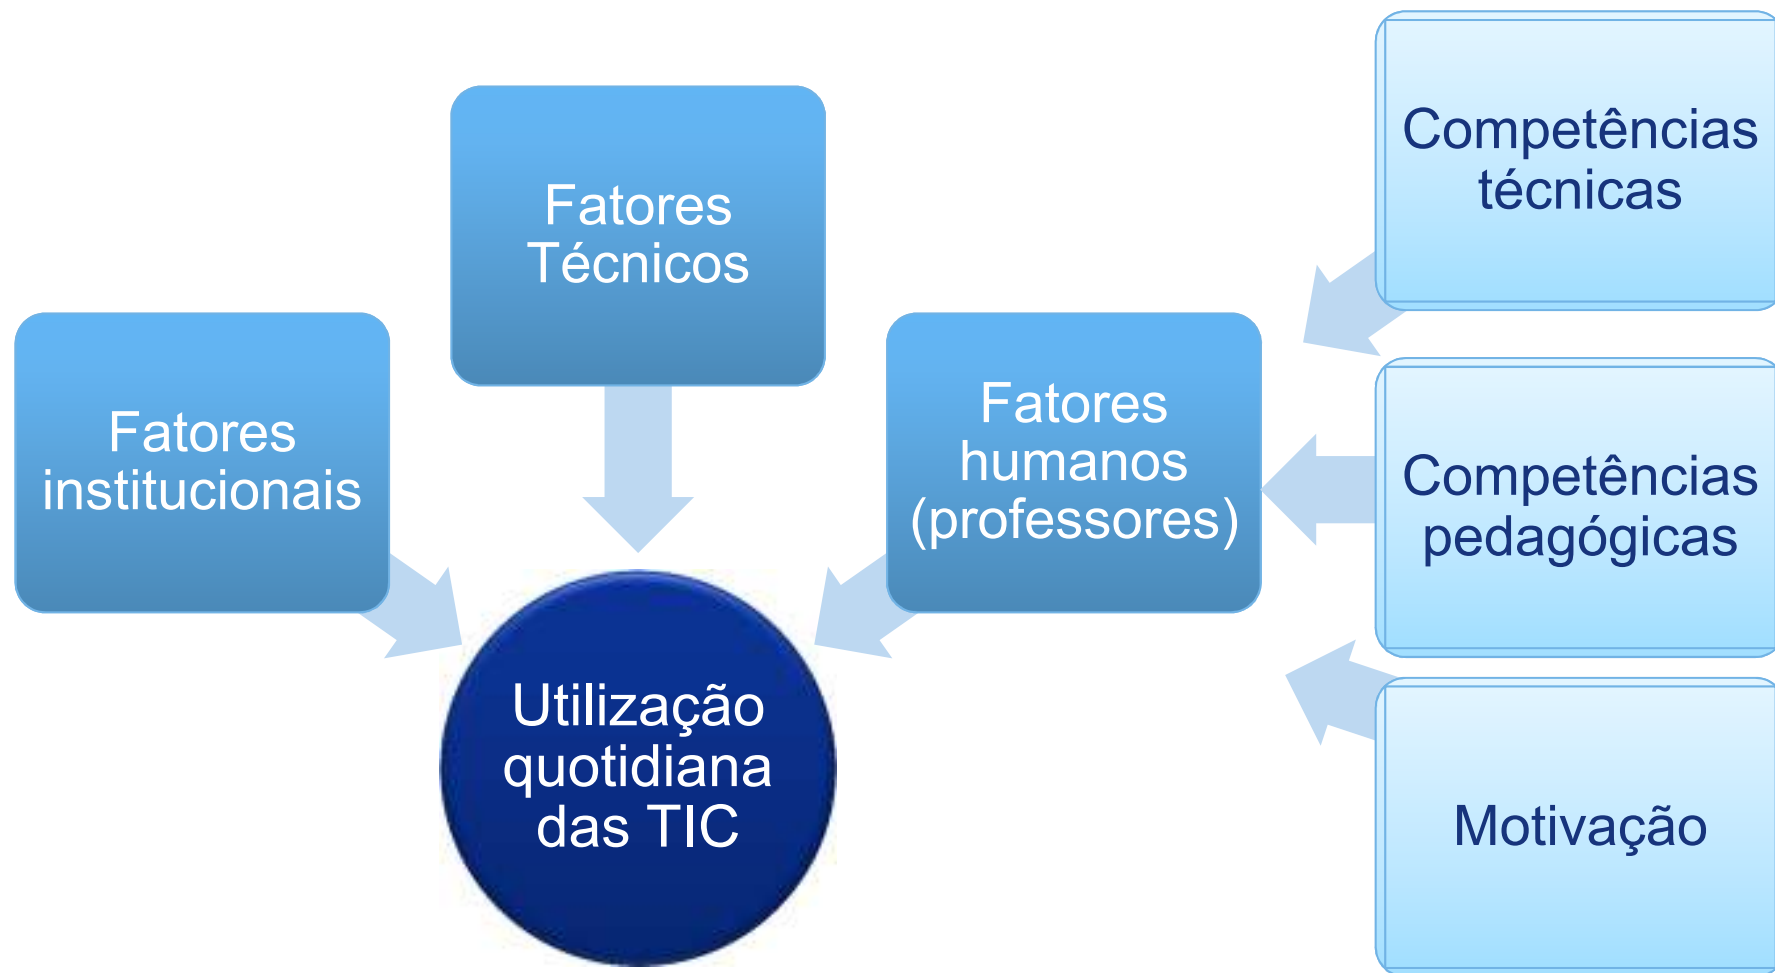 Fatores
institucionais
Fatores
Técnicos
Fatores
humanos
(professores)
Utilização
quotidiana
das TIC
Competências
técnicas
Competências
pedagógicas
Motivação